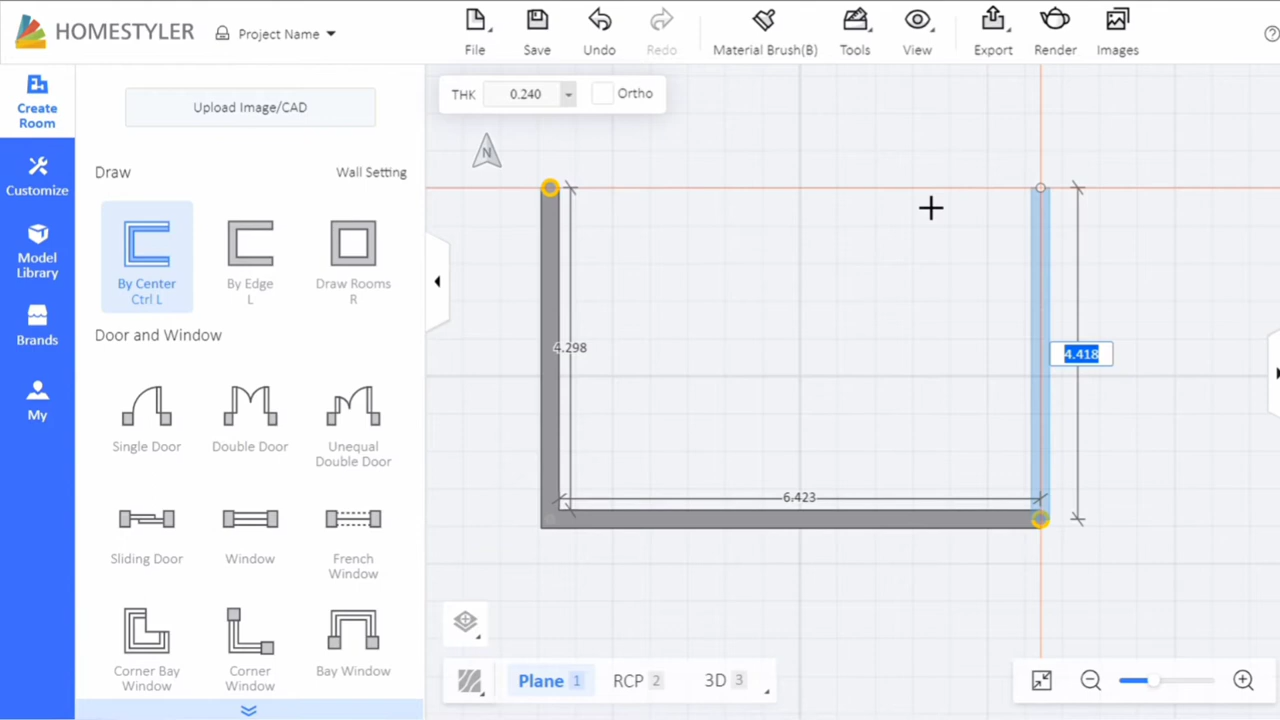 HOMESTYLER
Project Name
File
Save
Undo
Redo
Material Brush(B)
Tools
View
Export
Render
Images
?
Create
Room
Customize
Model
Library
Brands
My
Upload Image/CAD
Draw
Wall Setting
By Center
Ctrl L
By Edge
L
Draw Rooms
R
Door and Window
Single Door
Double Door
Unequal
Double Door
Sliding Door
Window
French
Window
Corner Bay
Window
Corner
Window
Bay Window
THK
0.240
Ortho
N
4.298
4.418
6.423
Plane 1
RCP 2
3D 3